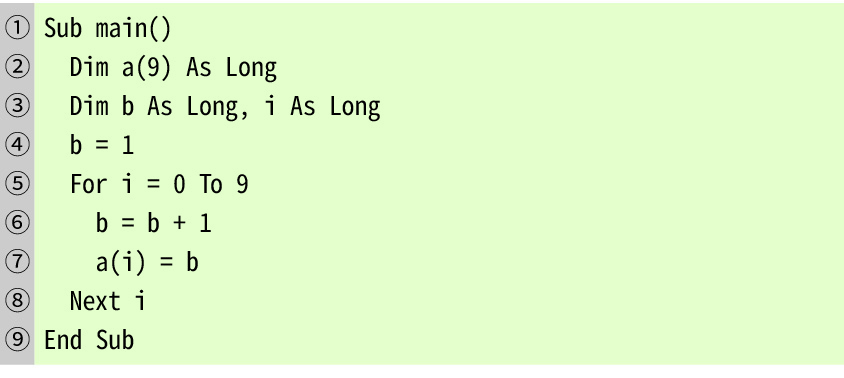 ① Sub main()
②   Dim a(9) As Long
③   Dim b As Long, i As Long
④   b = 1
⑤   For i = 0 To 9
⑥     b = b + 1
⑦     a(i) = b
⑧   Next i
⑨ End Sub